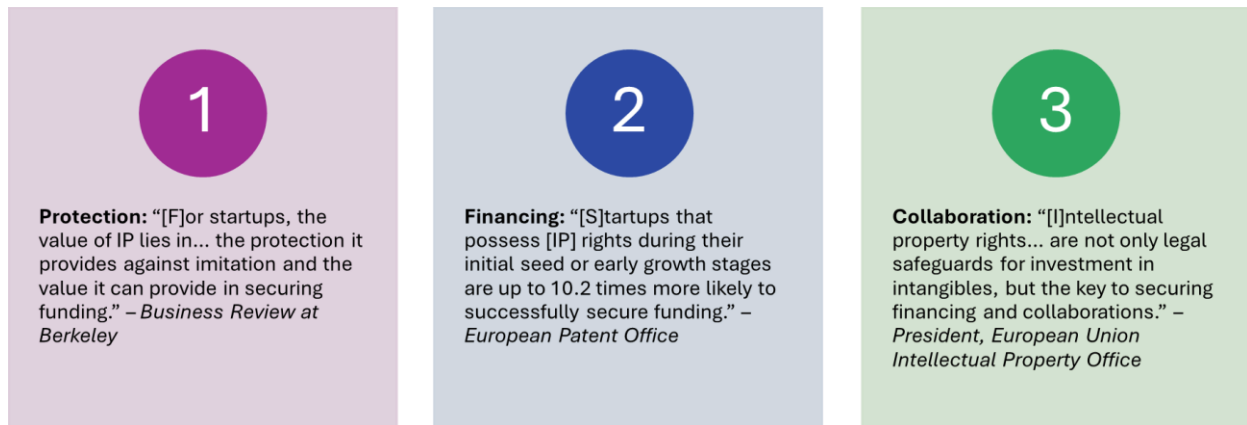 1
Protection: “[F]or startups, the
value of IP lies in... the protection it
provides against imitation and the
value it can provide in securing
funding.” – Business Review at
Berkeley
2
Financing: “[S]tartups that
possess [IP] rights during their
initial seed or early growth stages
are up to 10.2 times more likely to
successfully secure funding.” –
European Patent Office
3
Collaboration: “[I]ntellectual
property rights... are not only legal
safeguards for investment in
intangibles, but the key to securing
financing and collaborations.” –
President, European Union
Intellectual Property Office